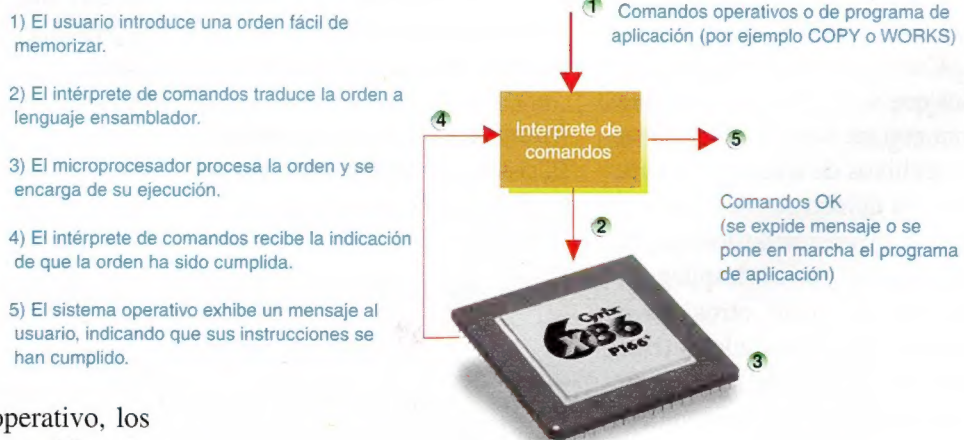 1) El usuario introduce una orden fácil de
memorizar.
2) El intérprete de comandos traduce la orden a
lenguaje ensamblador.
3) El microprocesador procesa la orden y se
encarga de su ejecución.
4) El intérprete de comandos recibe la indicación
de que la orden ha sido cumplida.
5) El sistema operativo exhibe un mensaje al
usuario, indicando que sus instrucciones se
han cumplido.
operativo, los
1
Comandos operativos o de programa de
aplicación (por ejemplo COPY o WORKS)
4
Interprete de
comandos
5
2
Comandos OK
(se expide mensaje o se
pone en marcha el programa
de aplicación)
Cyrix
6x86
P166+
3